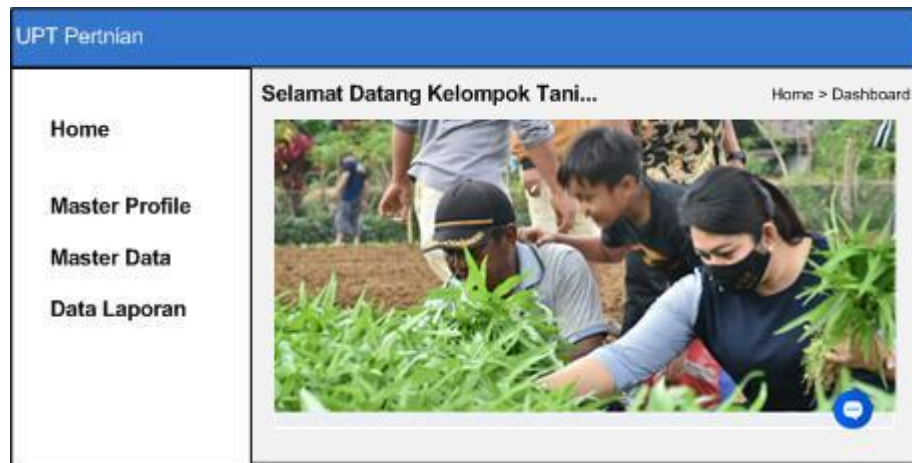 UPT Pertnian
Selamat Datang Kelompok Tani...
Home > Dashboard
Home
Master Profile
Master Data
Data Laporan